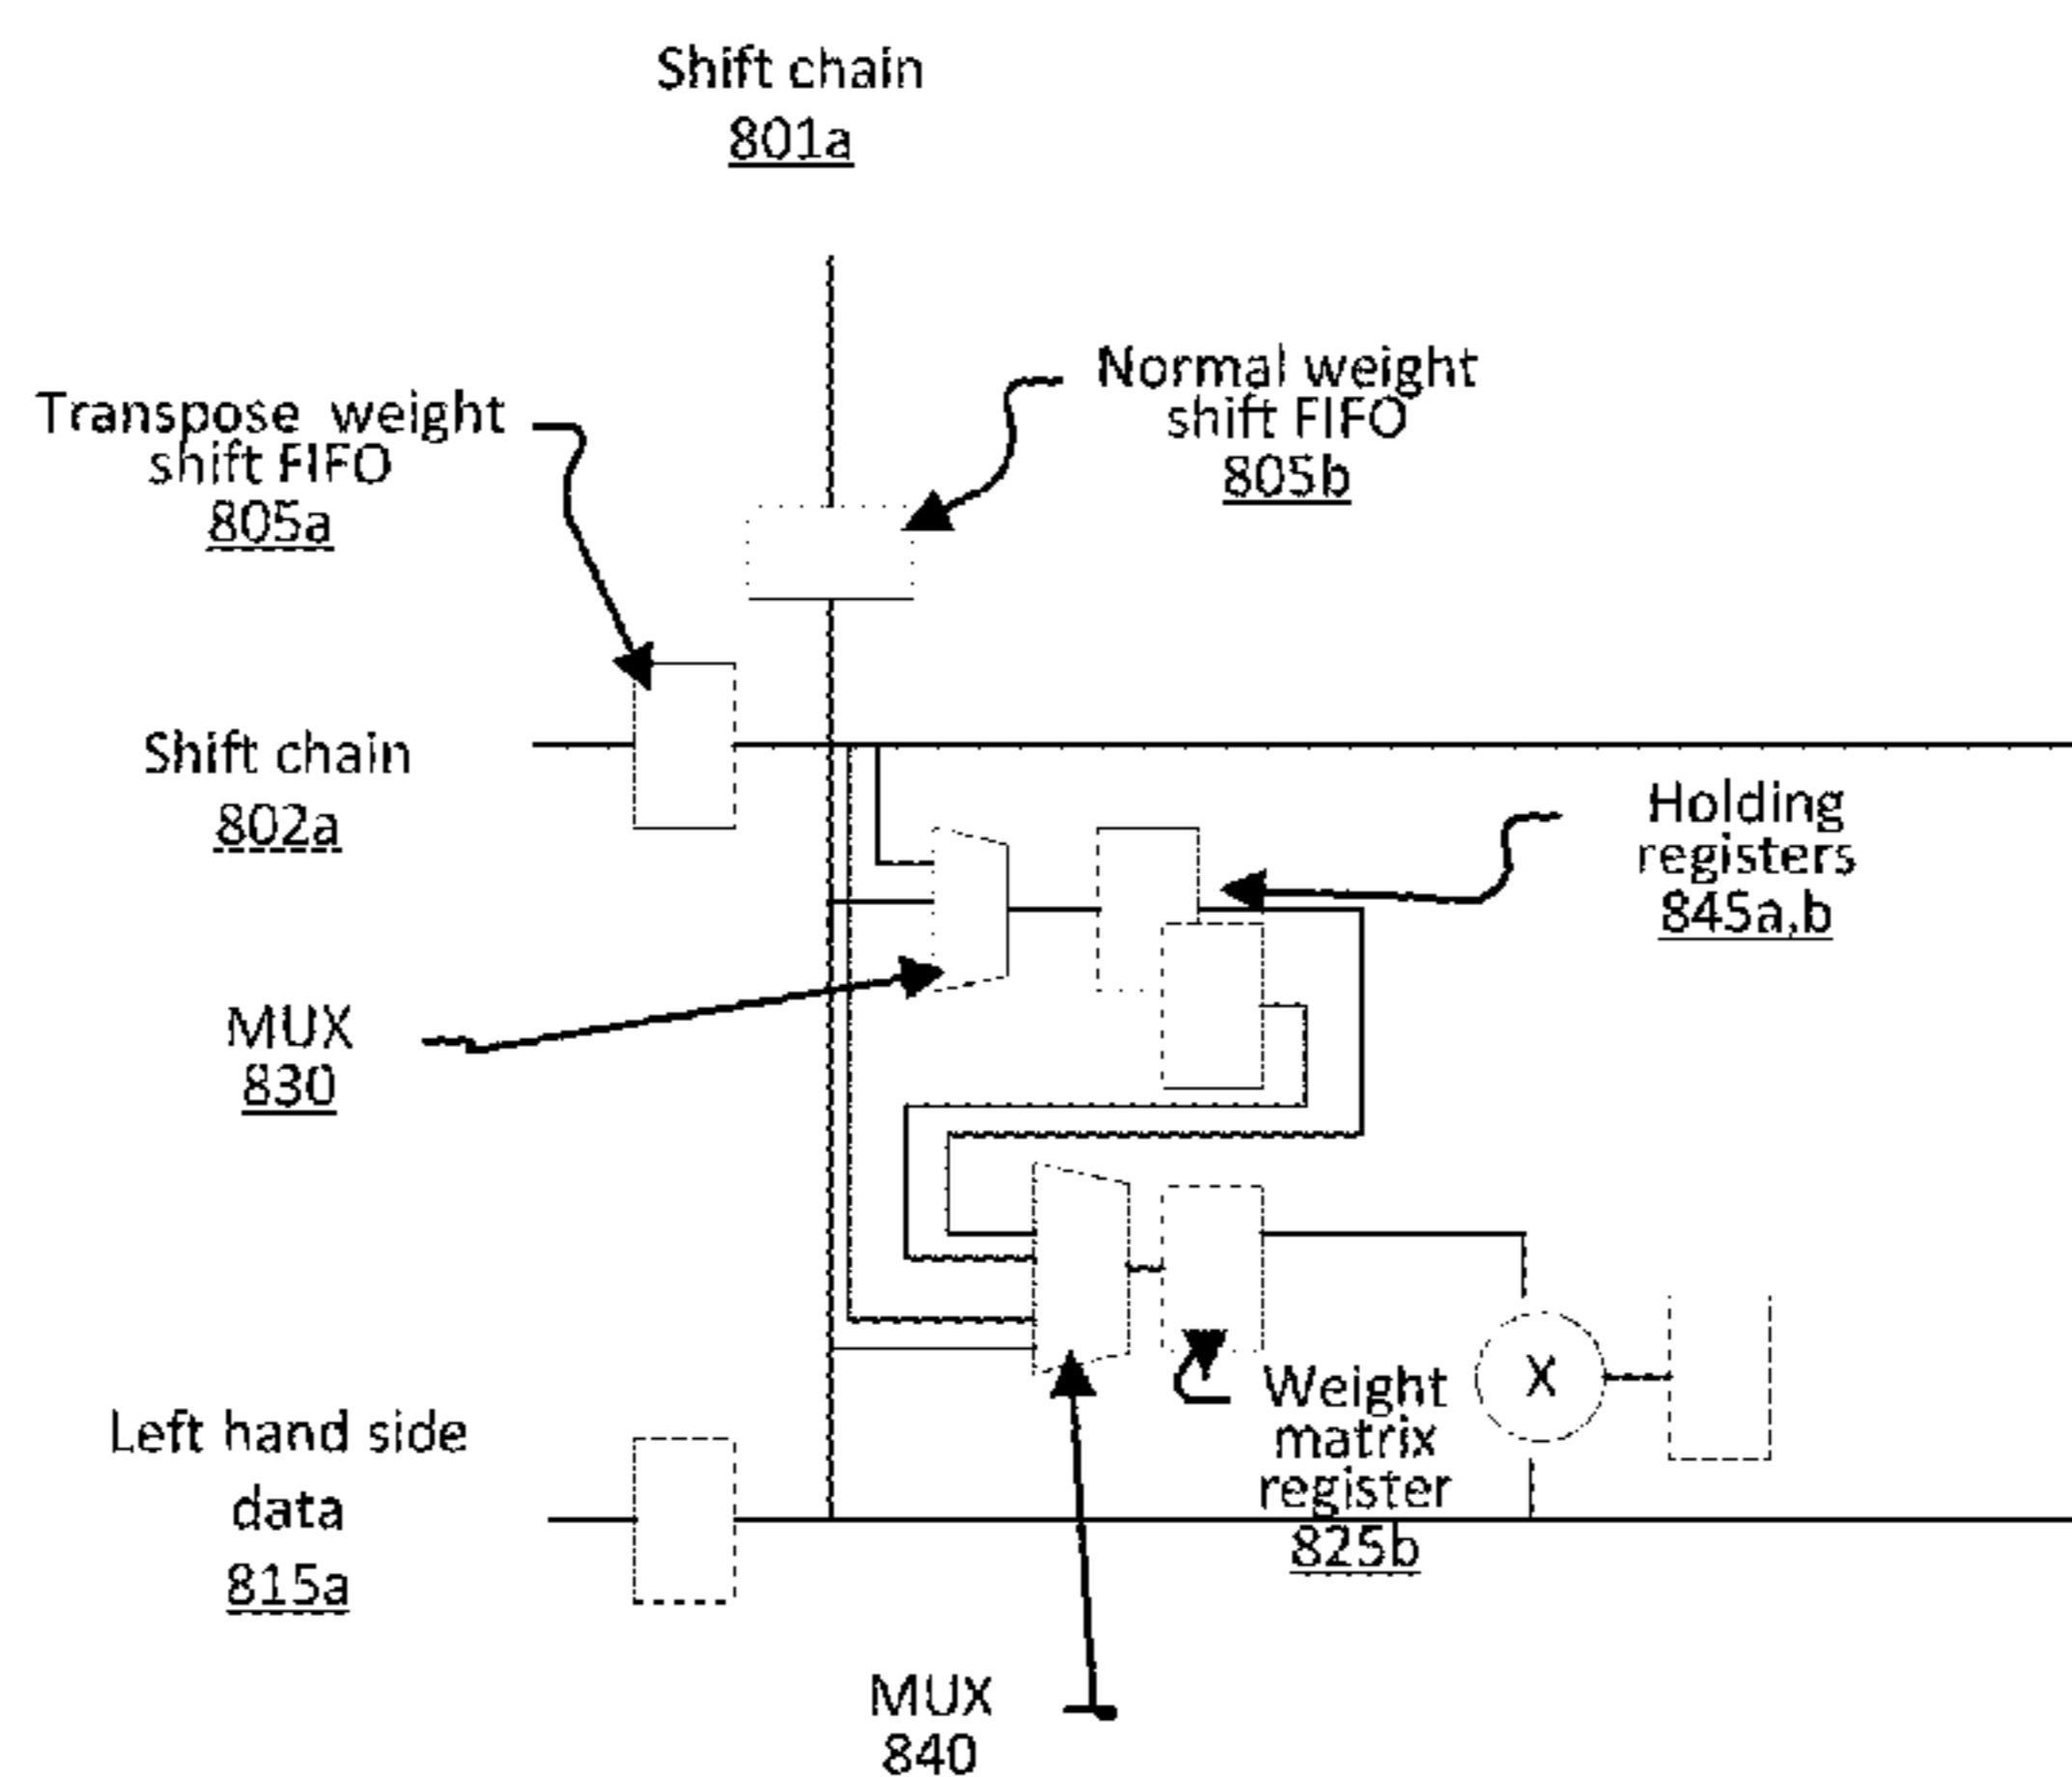 Shift chain
801a
Normal weight
shift FIFO
805b
Transpose weight
shift FIFO
805a
Shift chain
802a
Holding
registers
845a,b
MUX
830
X
Weight
matrix
register
825b
Left hand side
data
815a
MUX
840